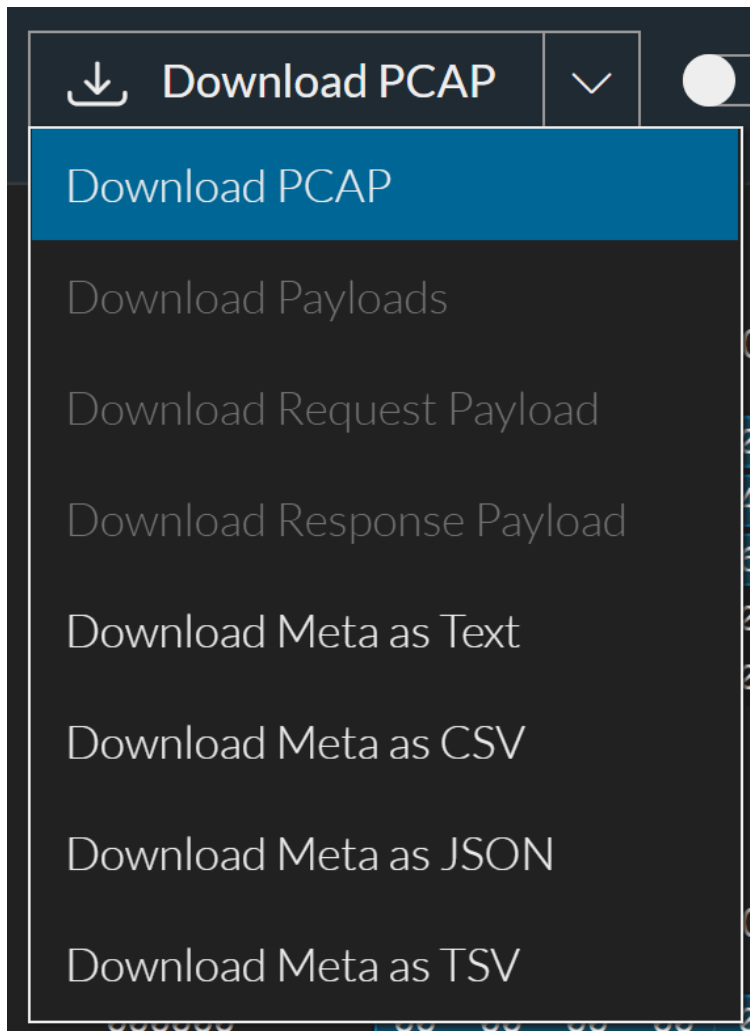 Download PCAP
Download PCAP
Download Payloads
Download Request Payload
Download Response Payload
Download Meta as Text
Download Meta as CSV
Download Meta as JSON
Download Meta as TSV